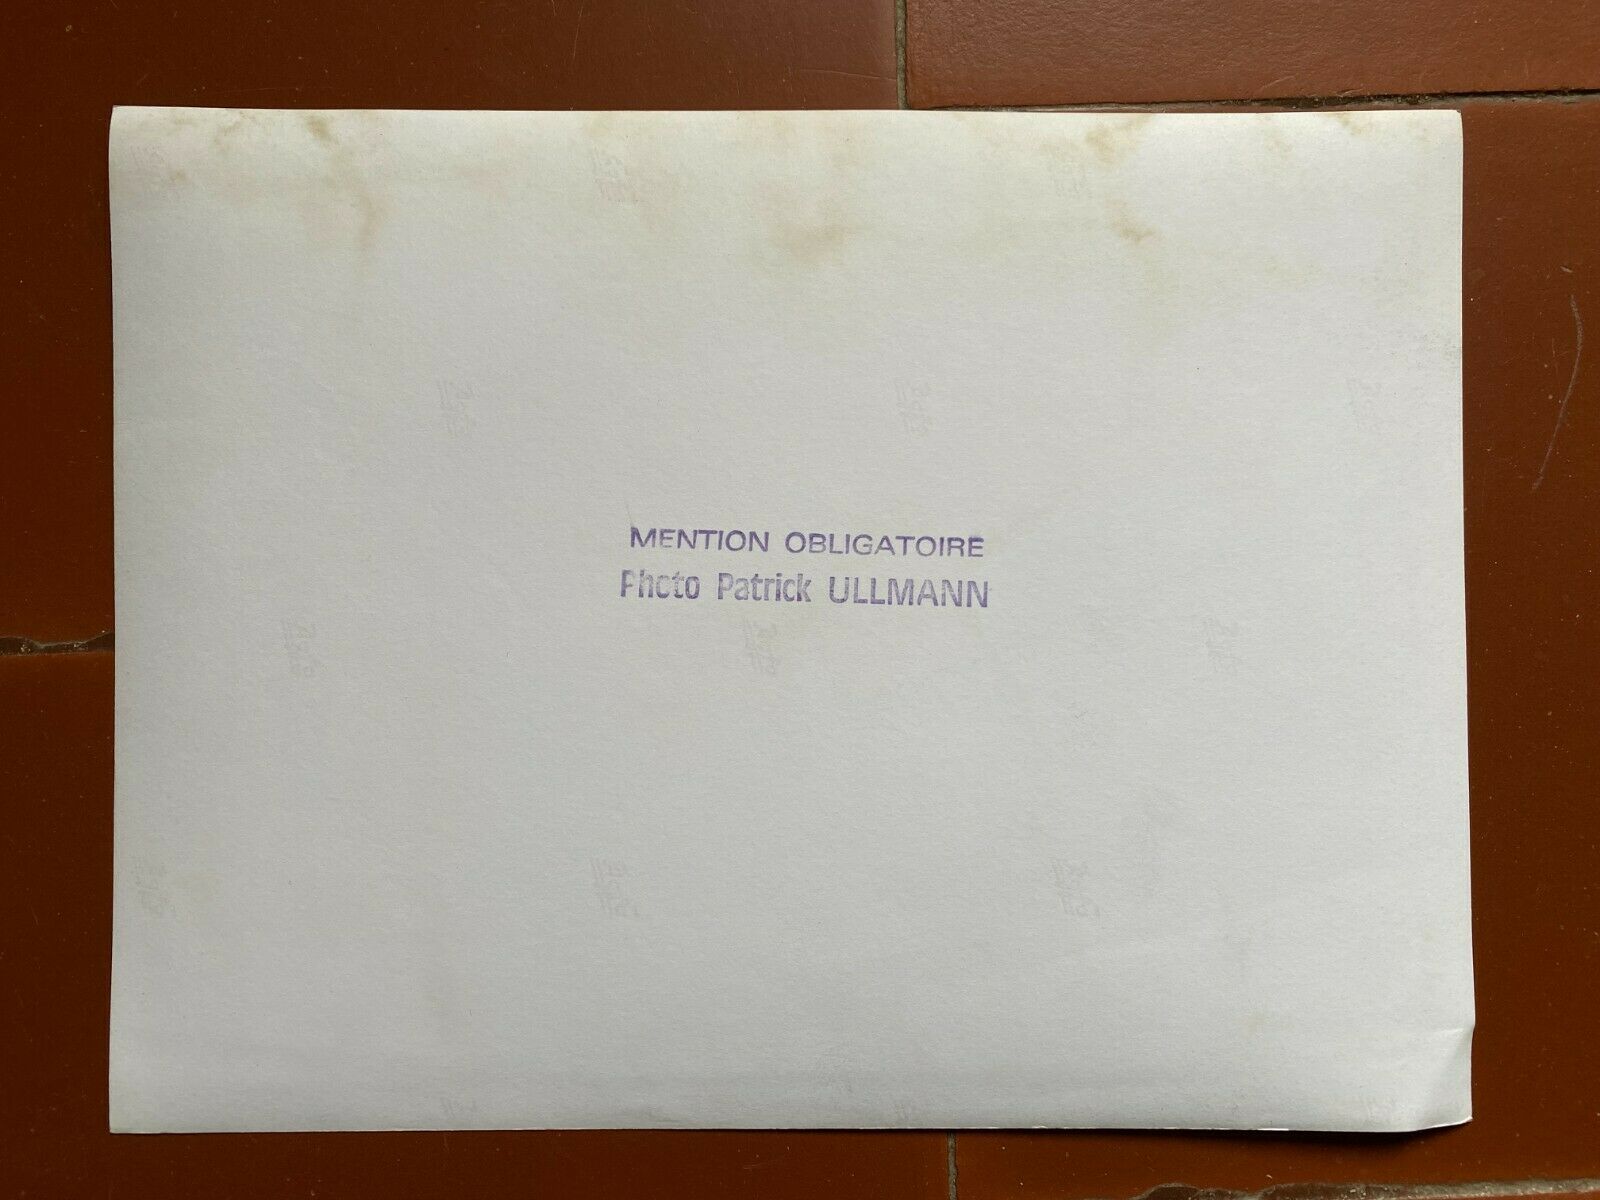 MENTION OBLIGATOIRE
Photo Patrick ULLMANN